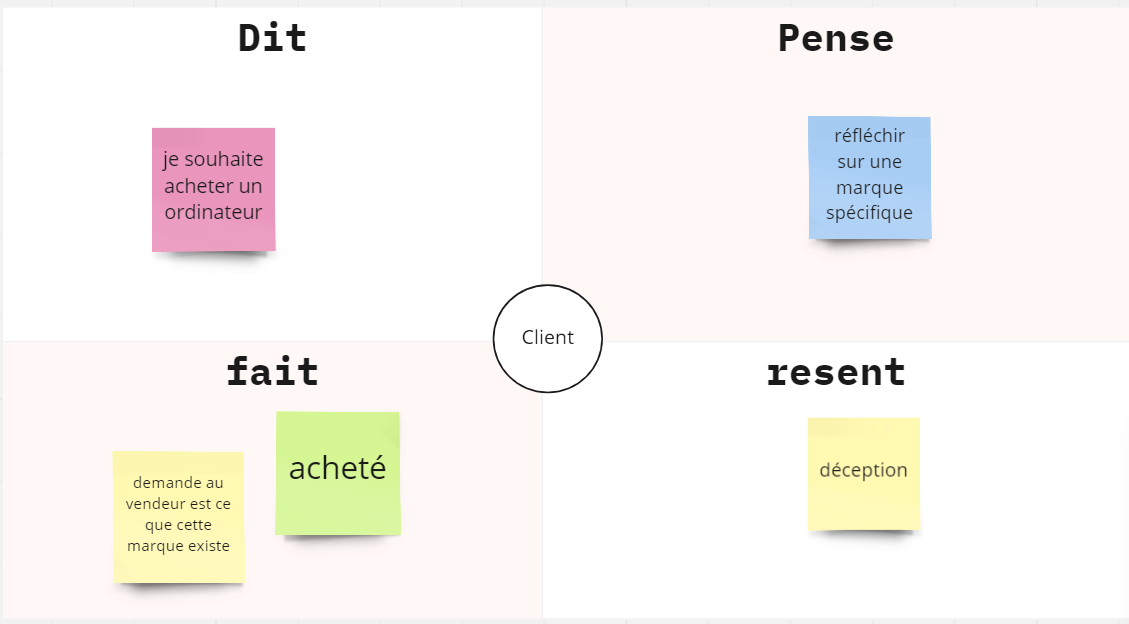 Dit
je souhaite
acheter un
ordinateur
Pense
réfléchir
sur une
marque
spécifique
Client
fait
demande au
vendeur est ce
que cette
marque existe
acheté
resent
déception